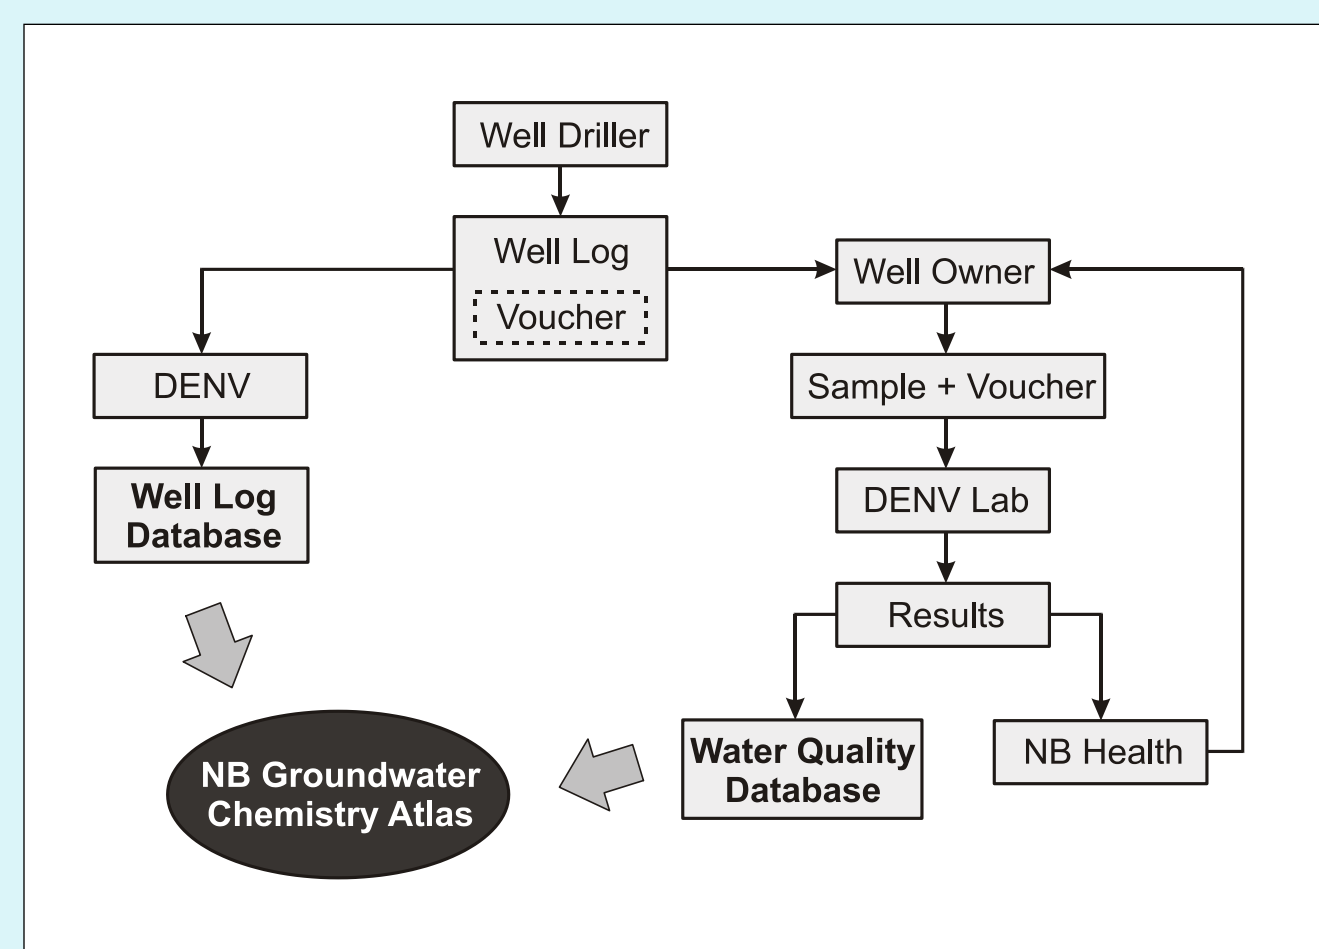 Well Driller
Well Log
Voucher
Well Owner
DENV
Sample + Voucher
Well Log
Database
DENV Lab
Results
Water Quality
Database
NB Health
NB Groundwater
Chemistry Atlas